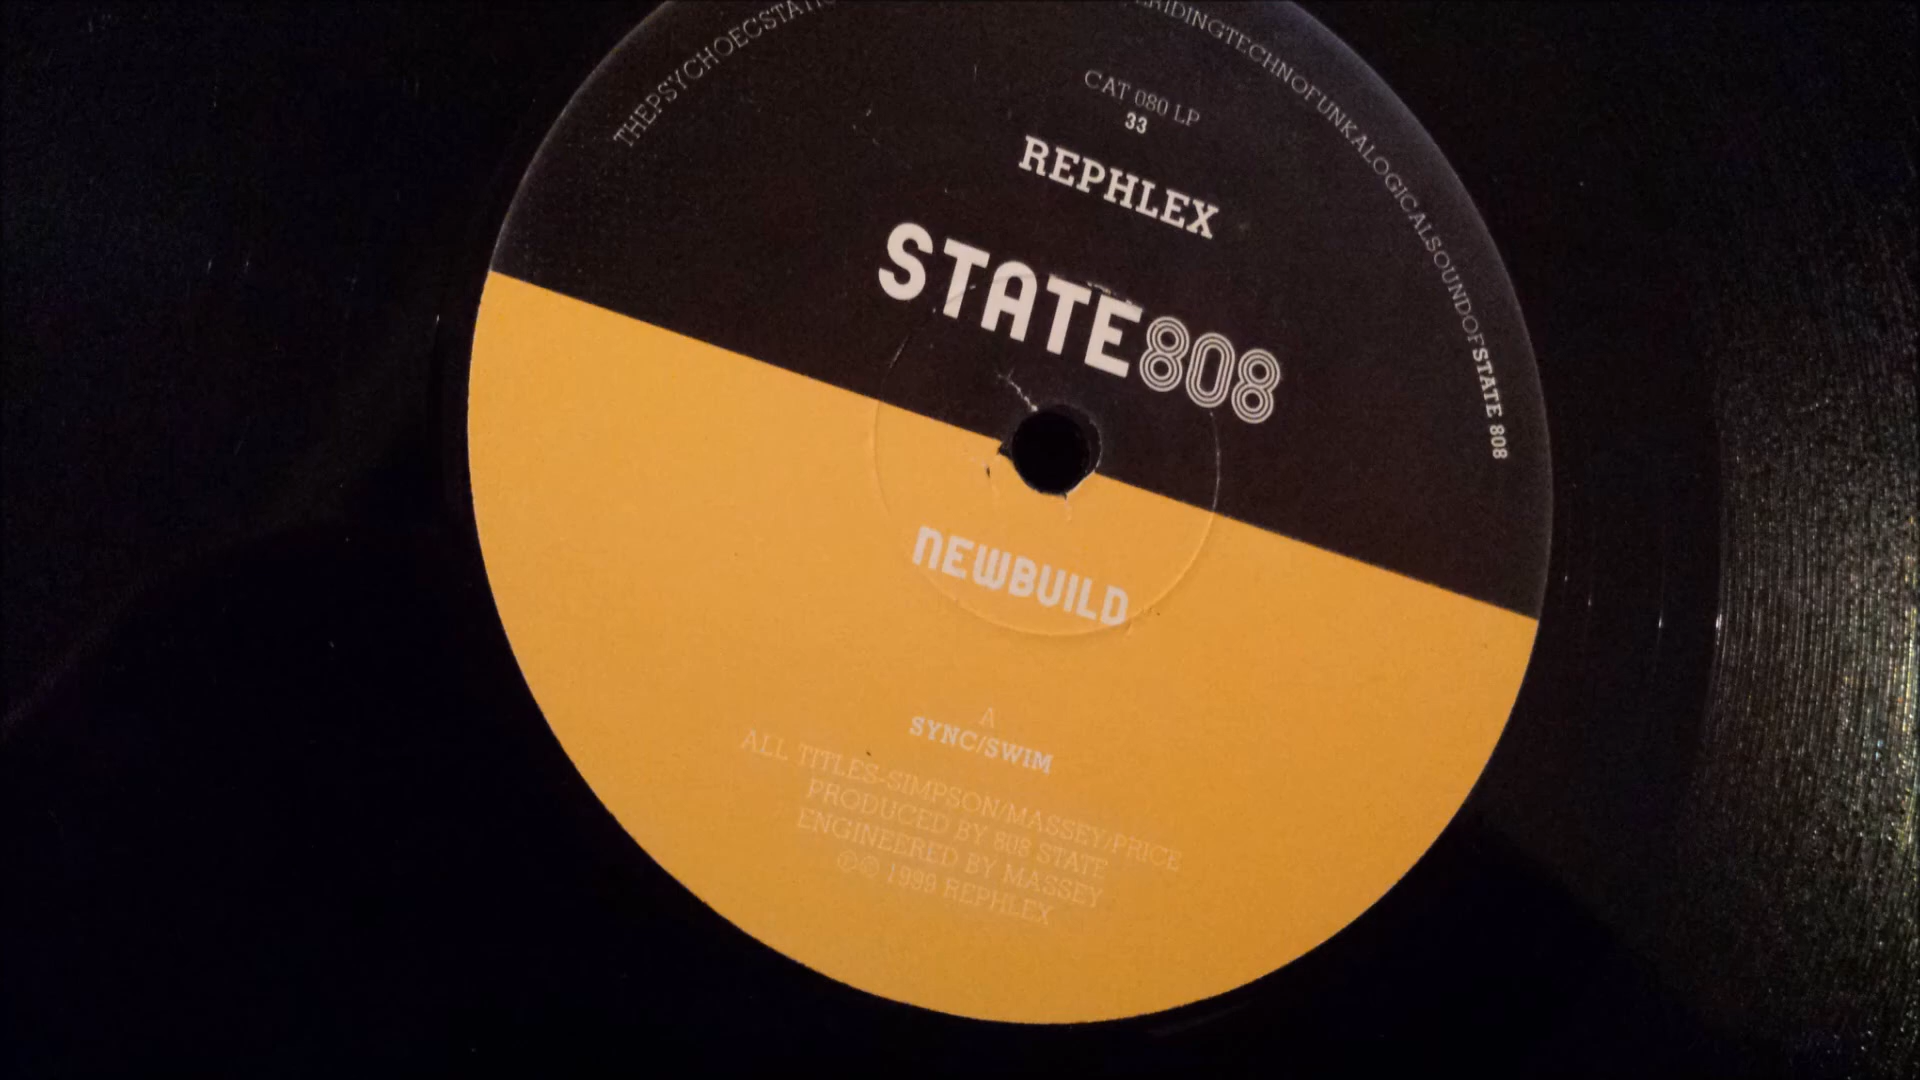 THEPSYCHOECSTATIC
RIDINGTECHNOFUNKALOGICALSOUNDOFSTATE 808
CAT 080 LP
33
REPHLEX
STATE808
NEWBUILD
A
SYNC/SWIM
ALL TITLES-SIMPSON/MASSEY/PRICE
PRODUCED BY 808 STATE
ENGINEERED BY MASSEY
℗© 1999 REPHLEX